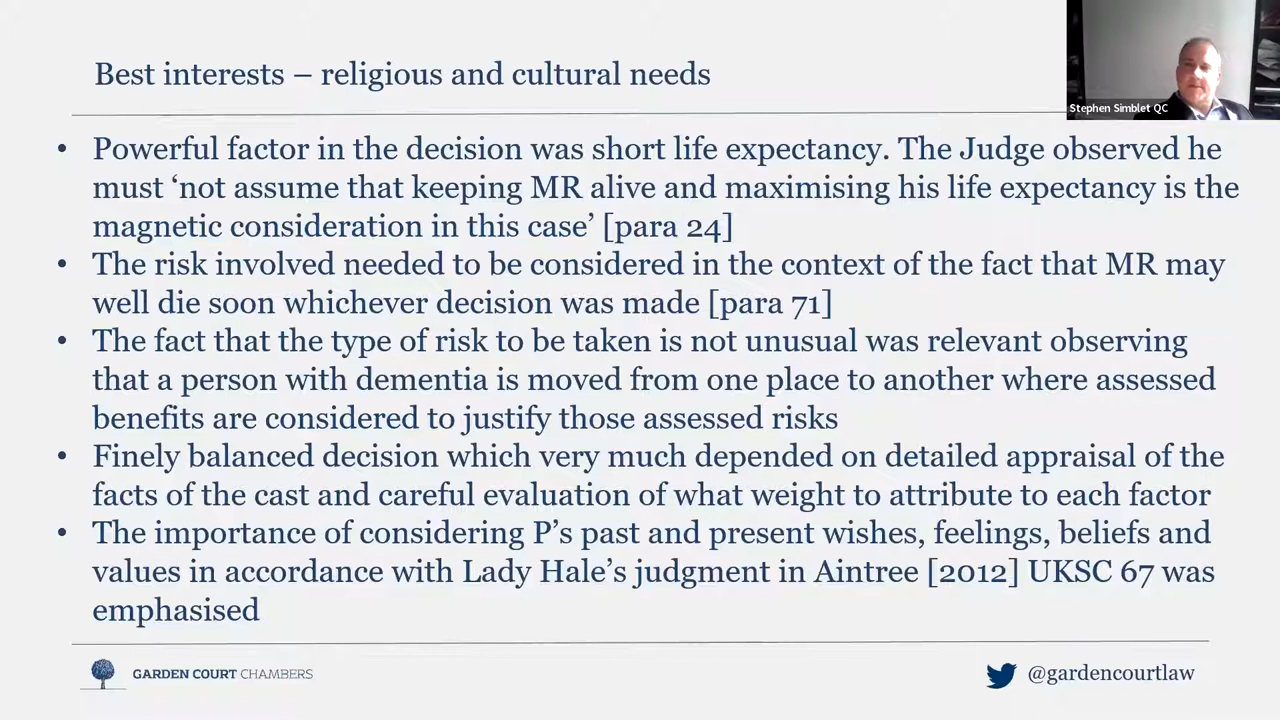 Stephen Simblet QC
Best interests – religious and cultural needs
• Powerful factor in the decision was short life expectancy. The Judge observed he
must ‘not assume that keeping MR alive and maximising his life expectancy is the
magnetic consideration in this case’ [para 24]
• The risk involved needed to be considered in the context of the fact that MR may
well die soon whichever decision was made [para 71]
• The fact that the type of risk to be taken is not unusual was relevant observing
that a person with dementia is moved from one place to another where assessed
benefits are considered to justify those assessed risks
• Finely balanced decision which very much depended on detailed appraisal of the
facts of the cast and careful evaluation of what weight to attribute to each factor
• The importance of considering P’s past and present wishes, feelings, beliefs and
values in accordance with Lady Hale’s judgment in Aintree [2012] UKSC 67 was
emphasised
GARDEN COURT CHAMBERS
@gardencourtlaw